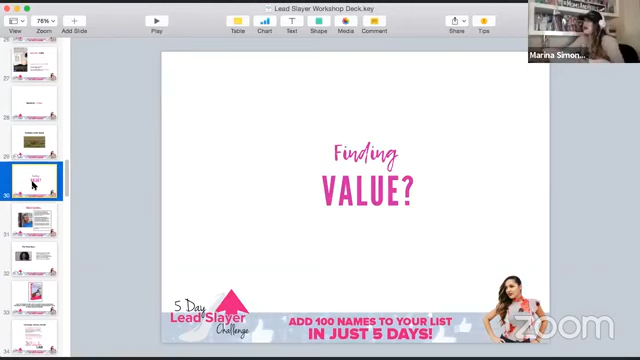 Lead Slayer Workshop Deck.key
76%
View
Zoom
Add Slide
Play
Table
Chart
Text
Shape
Media
Comment
Share
Tips
Marina Simon...
26
27
28
29
30
31
32
33
34
Finding
VALUE?
5 Day
Lead Slayer
Challenge
ADD 100 NAMES TO YOUR LIST
IN JUST 5 DAYS!
zoom